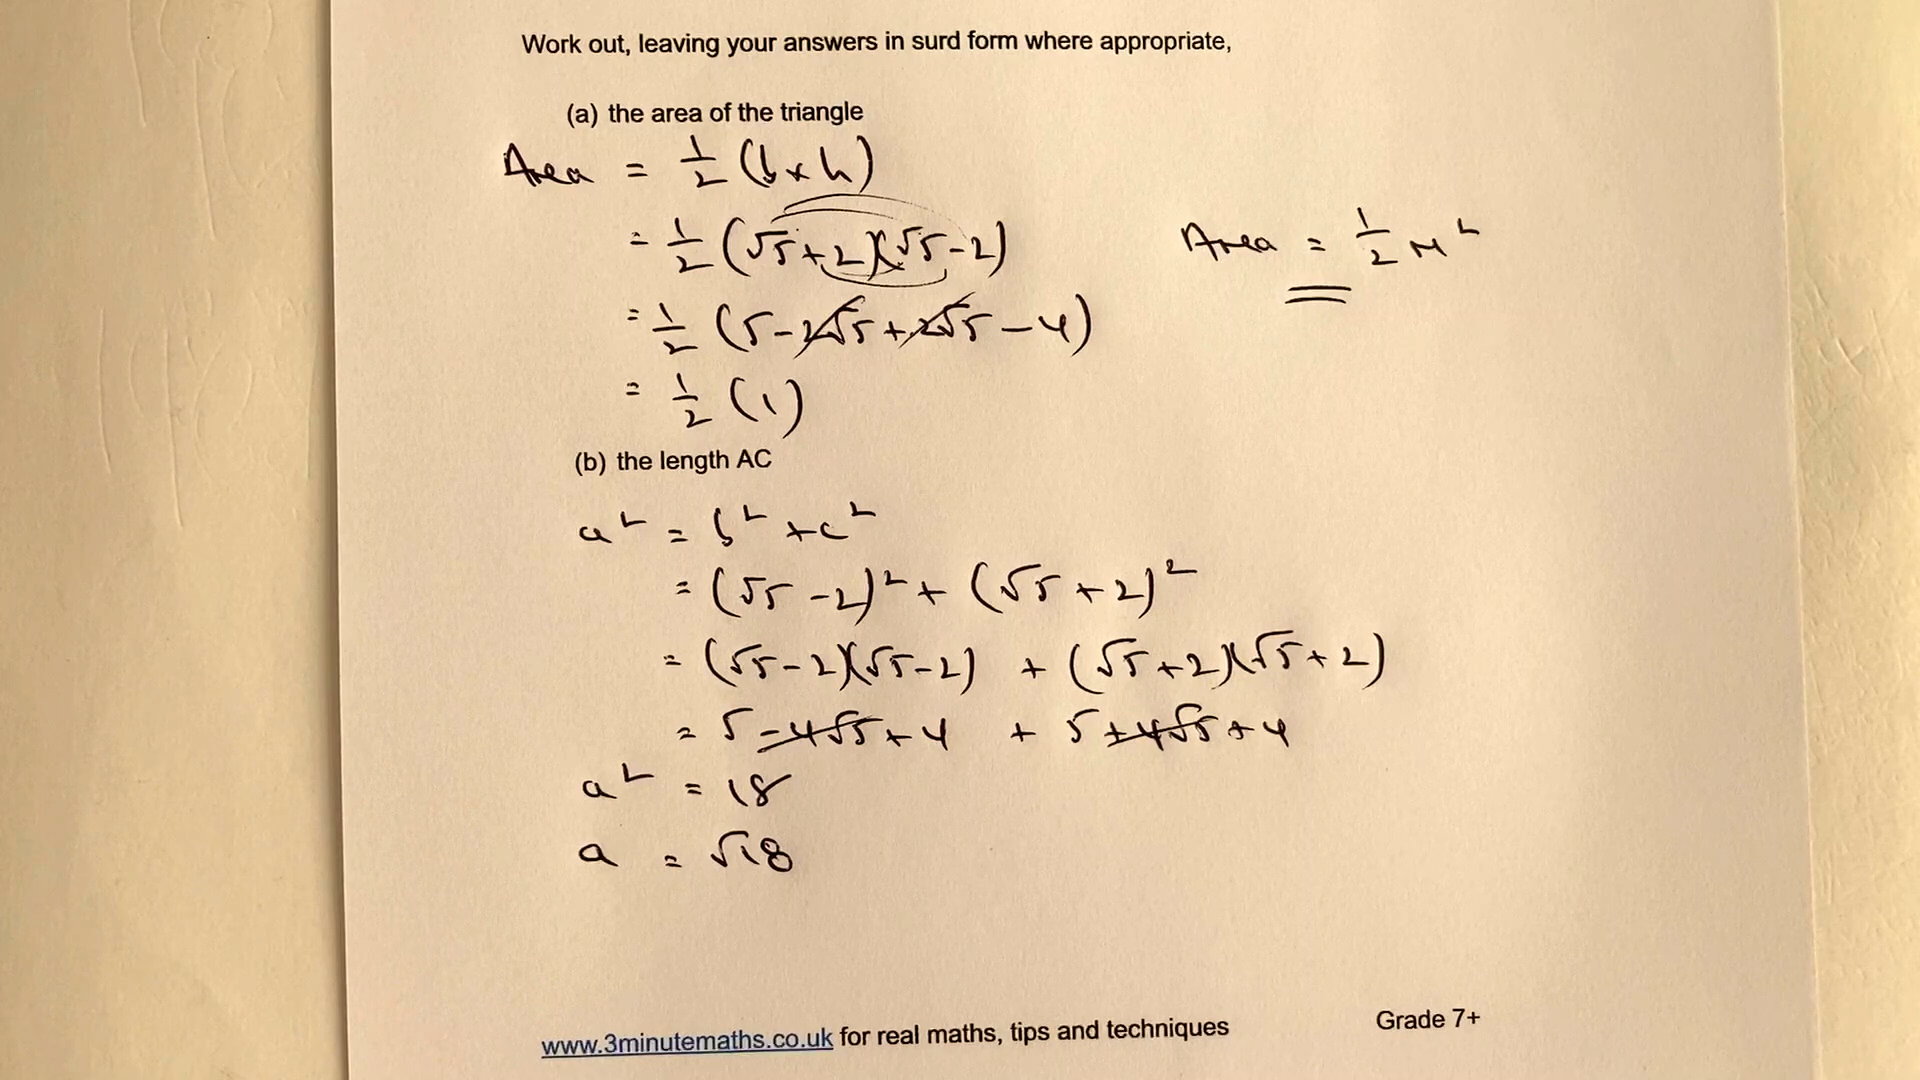 Work out, leaving your answers in surd form where appropriate,
(a) the area of the triangle
Area = 1/2 (b × h)
= 1/2 (√5+2)(√5-2)
= 1/2 (5-2√5+2√5-4)
= 1/2 (1)
Area = 1/2 M²
(b) the length AC
a² = b² + c²
= (√5 -2)² + (√5 + 2)²
= (√5-2)(√5-2) + (√5+2)(√5+2)
= 5-4√5+4 + 5+4√5+4
a² = 18
a = √18
www.3minutemaths.co.uk for real maths, tips and techniques
Grade 7+